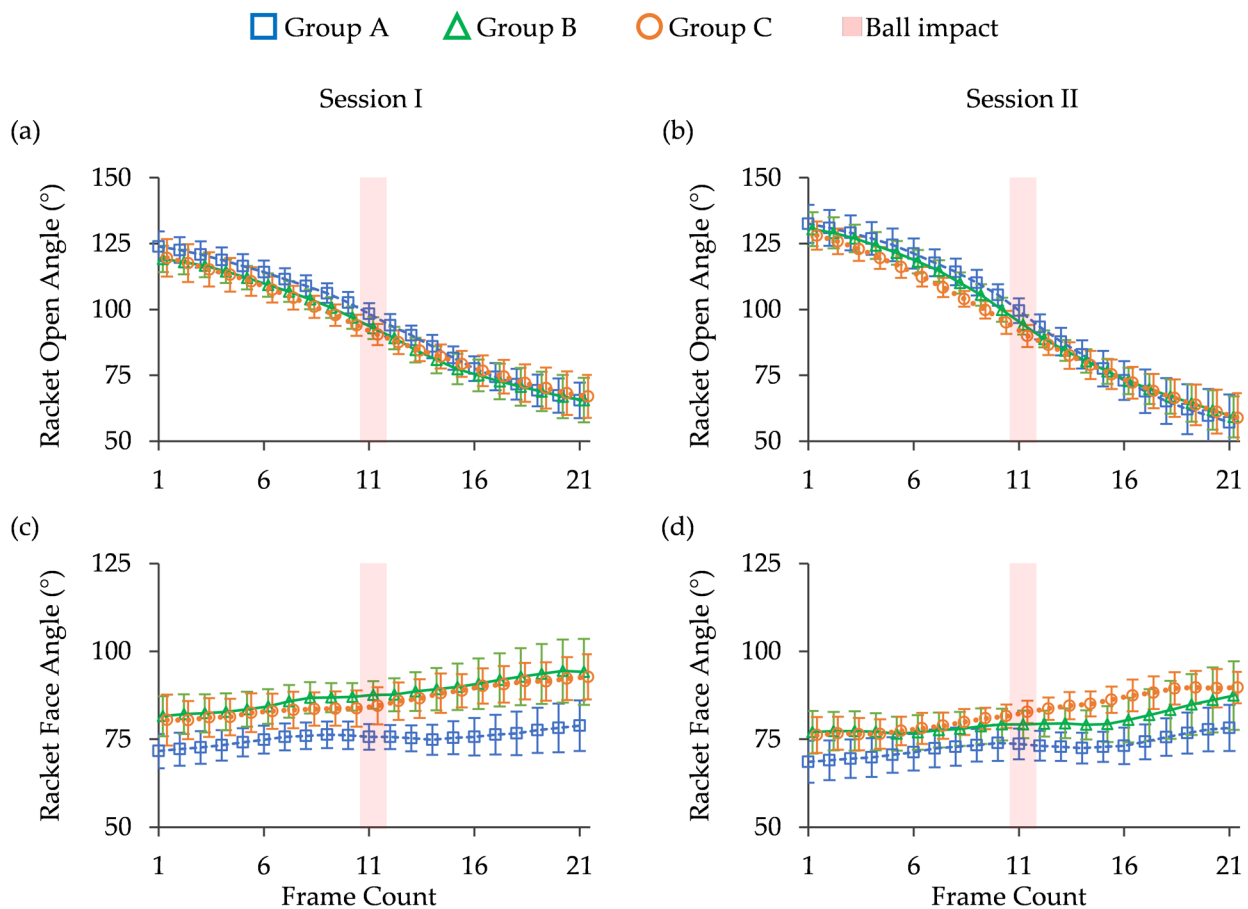 Group A Group B Group C Ball impact
Session I Session II
(a) (b)
Racket Open Angle (°)
150
125
100
75
50
1 6 11 16 21
Racket Open Angle (°)
150
125
100
75
50
1 6 11 16 21
(c) (d)
Racket Face Angle (°)
125
100
75
50
1 6 11 16 21
Frame Count
Racket Face Angle (°)
125
100
75
50
1 6 11 16 21
Frame Count